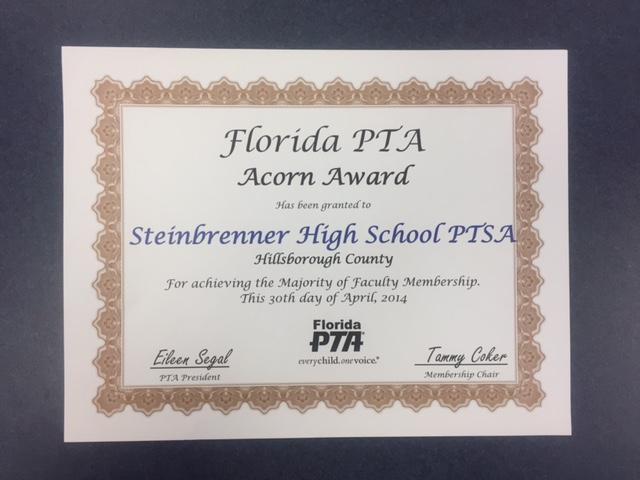 Florida PTA
Acorn Award
Has been granted to
Steinbrenner High School PTSA
Hillsborough County
For achieving the Majority of Faculty Membership.
This 30th day of April, 2014
Florida
PTA®
everychild.onevoice.®
Eileen Segal
PTA President
Tammy Coker
Membership Chair